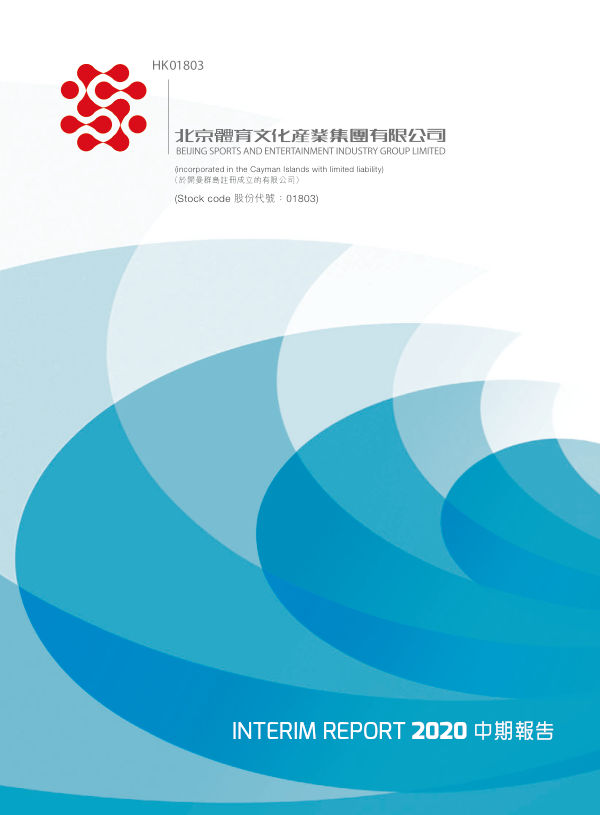 HK01803
北京體育文化產業集團有限公司
BEIJING SPORTS AND ENTERTAINMENT INDUSTRY GROUP LIMITED
(incorporated in the Cayman Islands with limited liability)
(於開曼群島註冊成立的有限公司)
(Stock code 股份代號：01803)
INTERIM REPORT 2020 中期報告